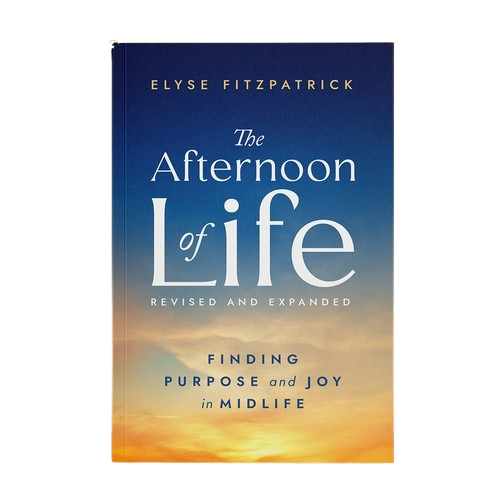 ELYSE FITZPATRICK
The
Afternoon
of Life
REVISED AND EXPANDED
FINDING
PURPOSE and JOY
in MIDLIFE